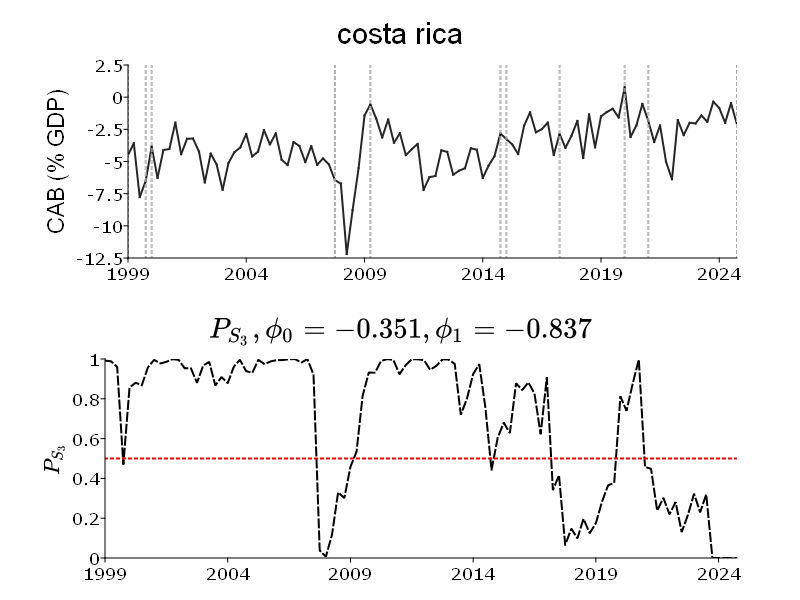 costa rica
CAB (% GDP)
2.5
0
-2.5
-5
-7.5
-10
-12.5
1999 2004 2009 2014 2019 2024
P_{S_3}, ϕ_0 = −0.351, ϕ_1 = −0.837
P_{S_3}
1
0.8
0.6
0.4
0.2
0
1999 2004 2009 2014 2019 2024